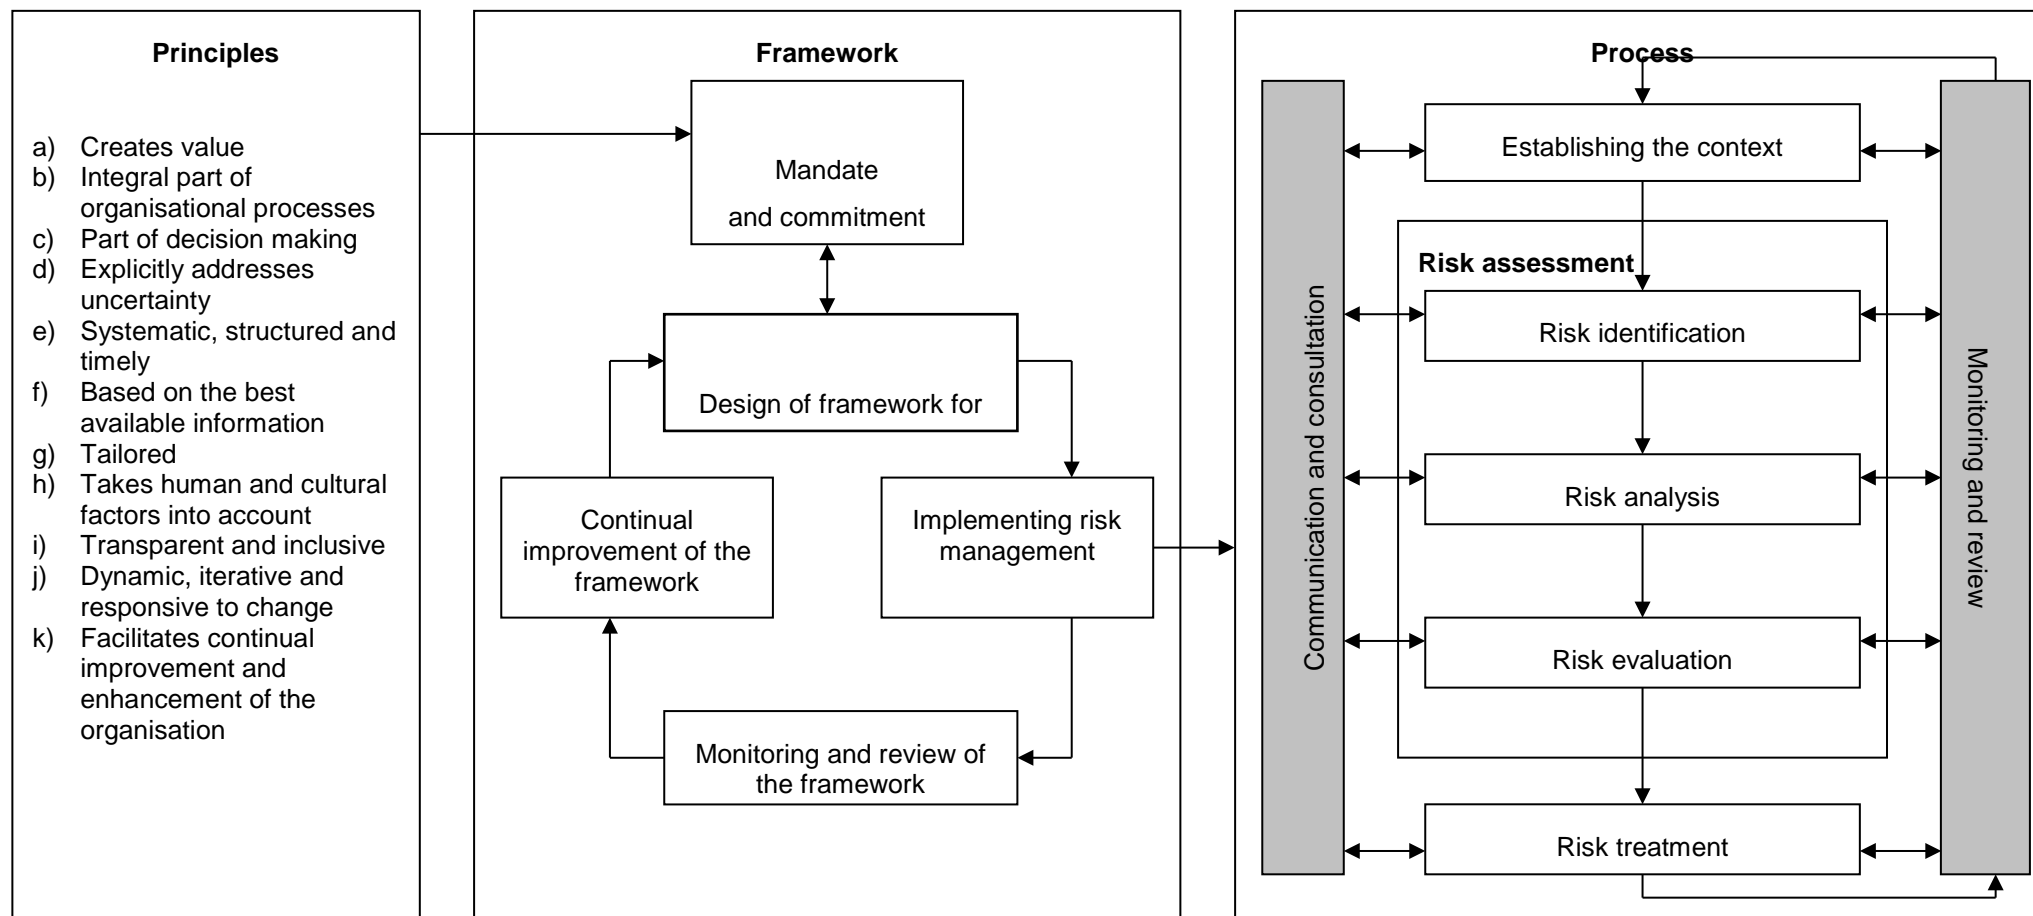 Principles
a) Creates value
b) Integral part of
organisational processes
c) Part of decision making
d) Explicitly addresses
uncertainty
e) Systematic, structured and
timely
f) Based on the best
available information
g) Tailored
h) Takes human and cultural
factors into account
i) Transparent and inclusive
j) Dynamic, iterative and
responsive to change
k) Facilitates continual
improvement and
enhancement of the
organisation
Framework
Mandate
and commitment
Design of framework for
Continual
improvement of the
framework
Implementing risk
management
Monitoring and review of
the framework
Process
Communication and consultation
Establishing the context
Risk assessment
Risk identification
Risk analysis
Risk evaluation
Risk treatment
Monitoring and review